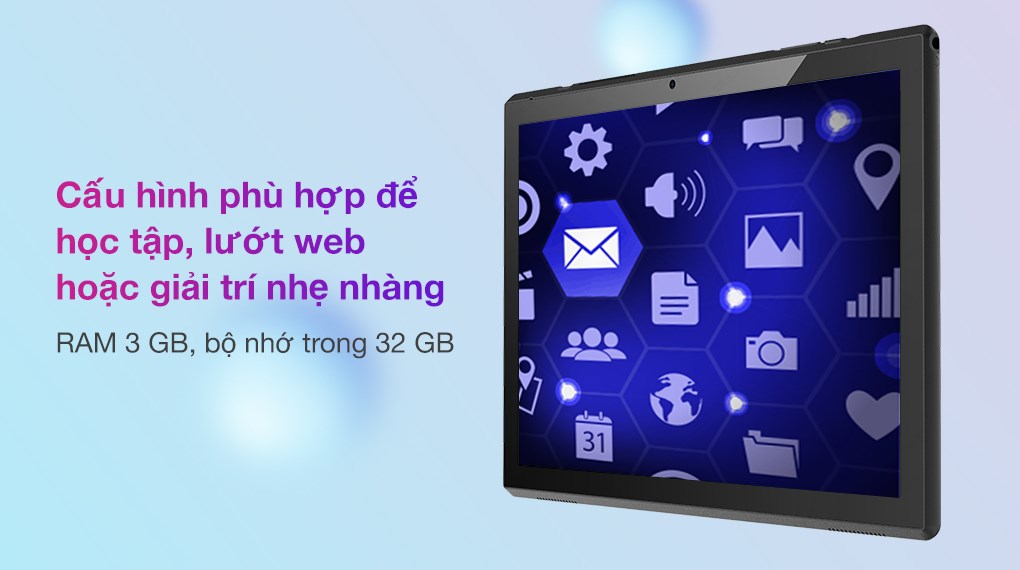 Cấu hình phù hợp để
học tập, lướt web
hoặc giải trí nhẹ nhàng
RAM 3 GB, bộ nhớ trong 32 GB
31